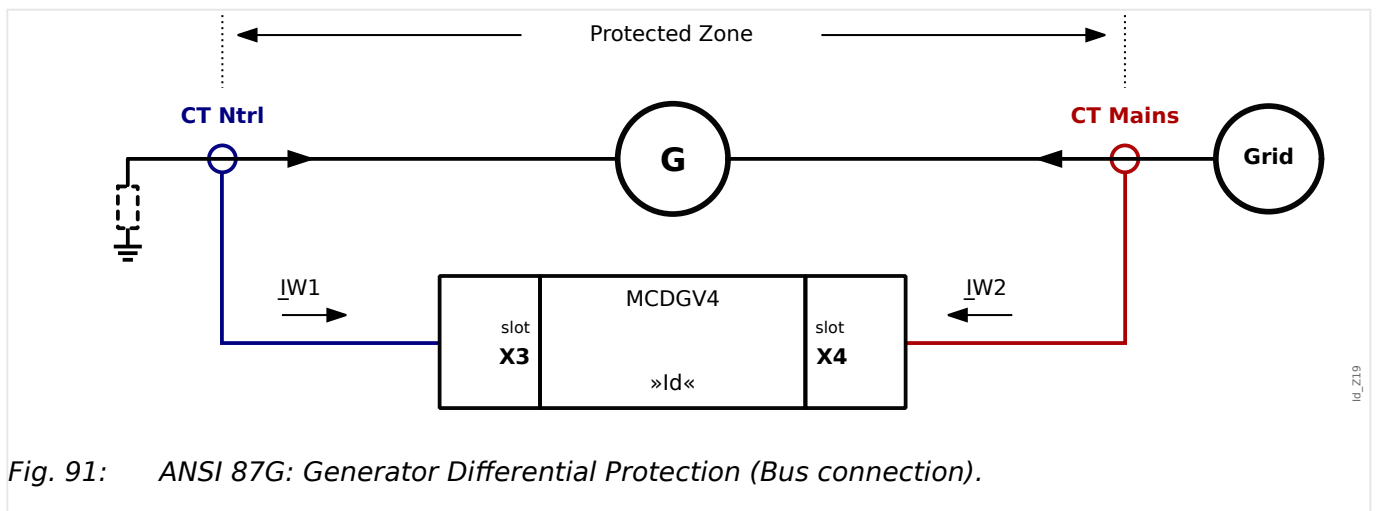 Protected Zone
CT Ntrl
CT Mains
G
Grid
IW1
MCDGV4
IW2
slot
X3
slot
X4
»Id«
Id_Z19
Fig. 91: ANSI 87G: Generator Differential Protection (Bus connection).